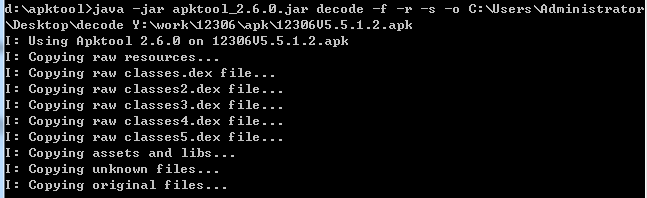 d:\apktool>java -jar apktool_2.6.0.jar decode -f -r -s -o C:\Users\Administrator
\Desktop\decode Y:\work\12306\apk\12306V5.5.1.2.apk
I: Using Apktool 2.6.0 on 12306V5.5.1.2.apk
I: Copying raw resources...
I: Copying raw classes.dex file...
I: Copying raw classes2.dex file...
I: Copying raw classes3.dex file...
I: Copying raw classes4.dex file...
I: Copying raw classes5.dex file...
I: Copying assets and libs...
I: Copying unknown files...
I: Copying original files...